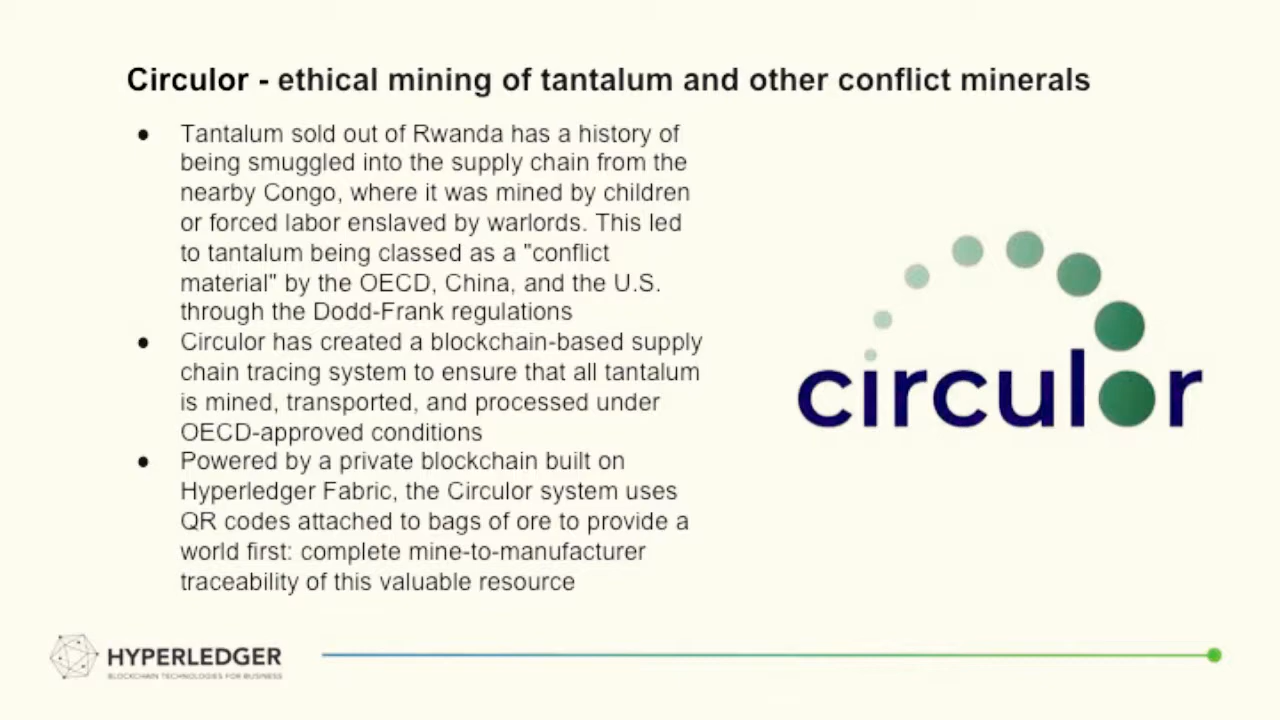 Circulor - ethical mining of tantalum and other conflict minerals
● Tantalum sold out of Rwanda has a history of
being smuggled into the supply chain from the
nearby Congo, where it was mined by children
or forced labor enslaved by warlords. This led
to tantalum being classed as a "conflict
material" by the OECD, China, and the U.S.
through the Dodd-Frank regulations
● Circulor has created a blockchain-based supply
chain tracing system to ensure that all tantalum
is mined, transported, and processed under
OECD-approved conditions
● Powered by a private blockchain built on
Hyperledger Fabric, the Circulor system uses
QR codes attached to bags of ore to provide a
world first: complete mine-to-manufacturer
traceability of this valuable resource
circulor
HYPERLEDGER
BLOCKCHAIN TECHNOLOGIES FOR BUSINESS